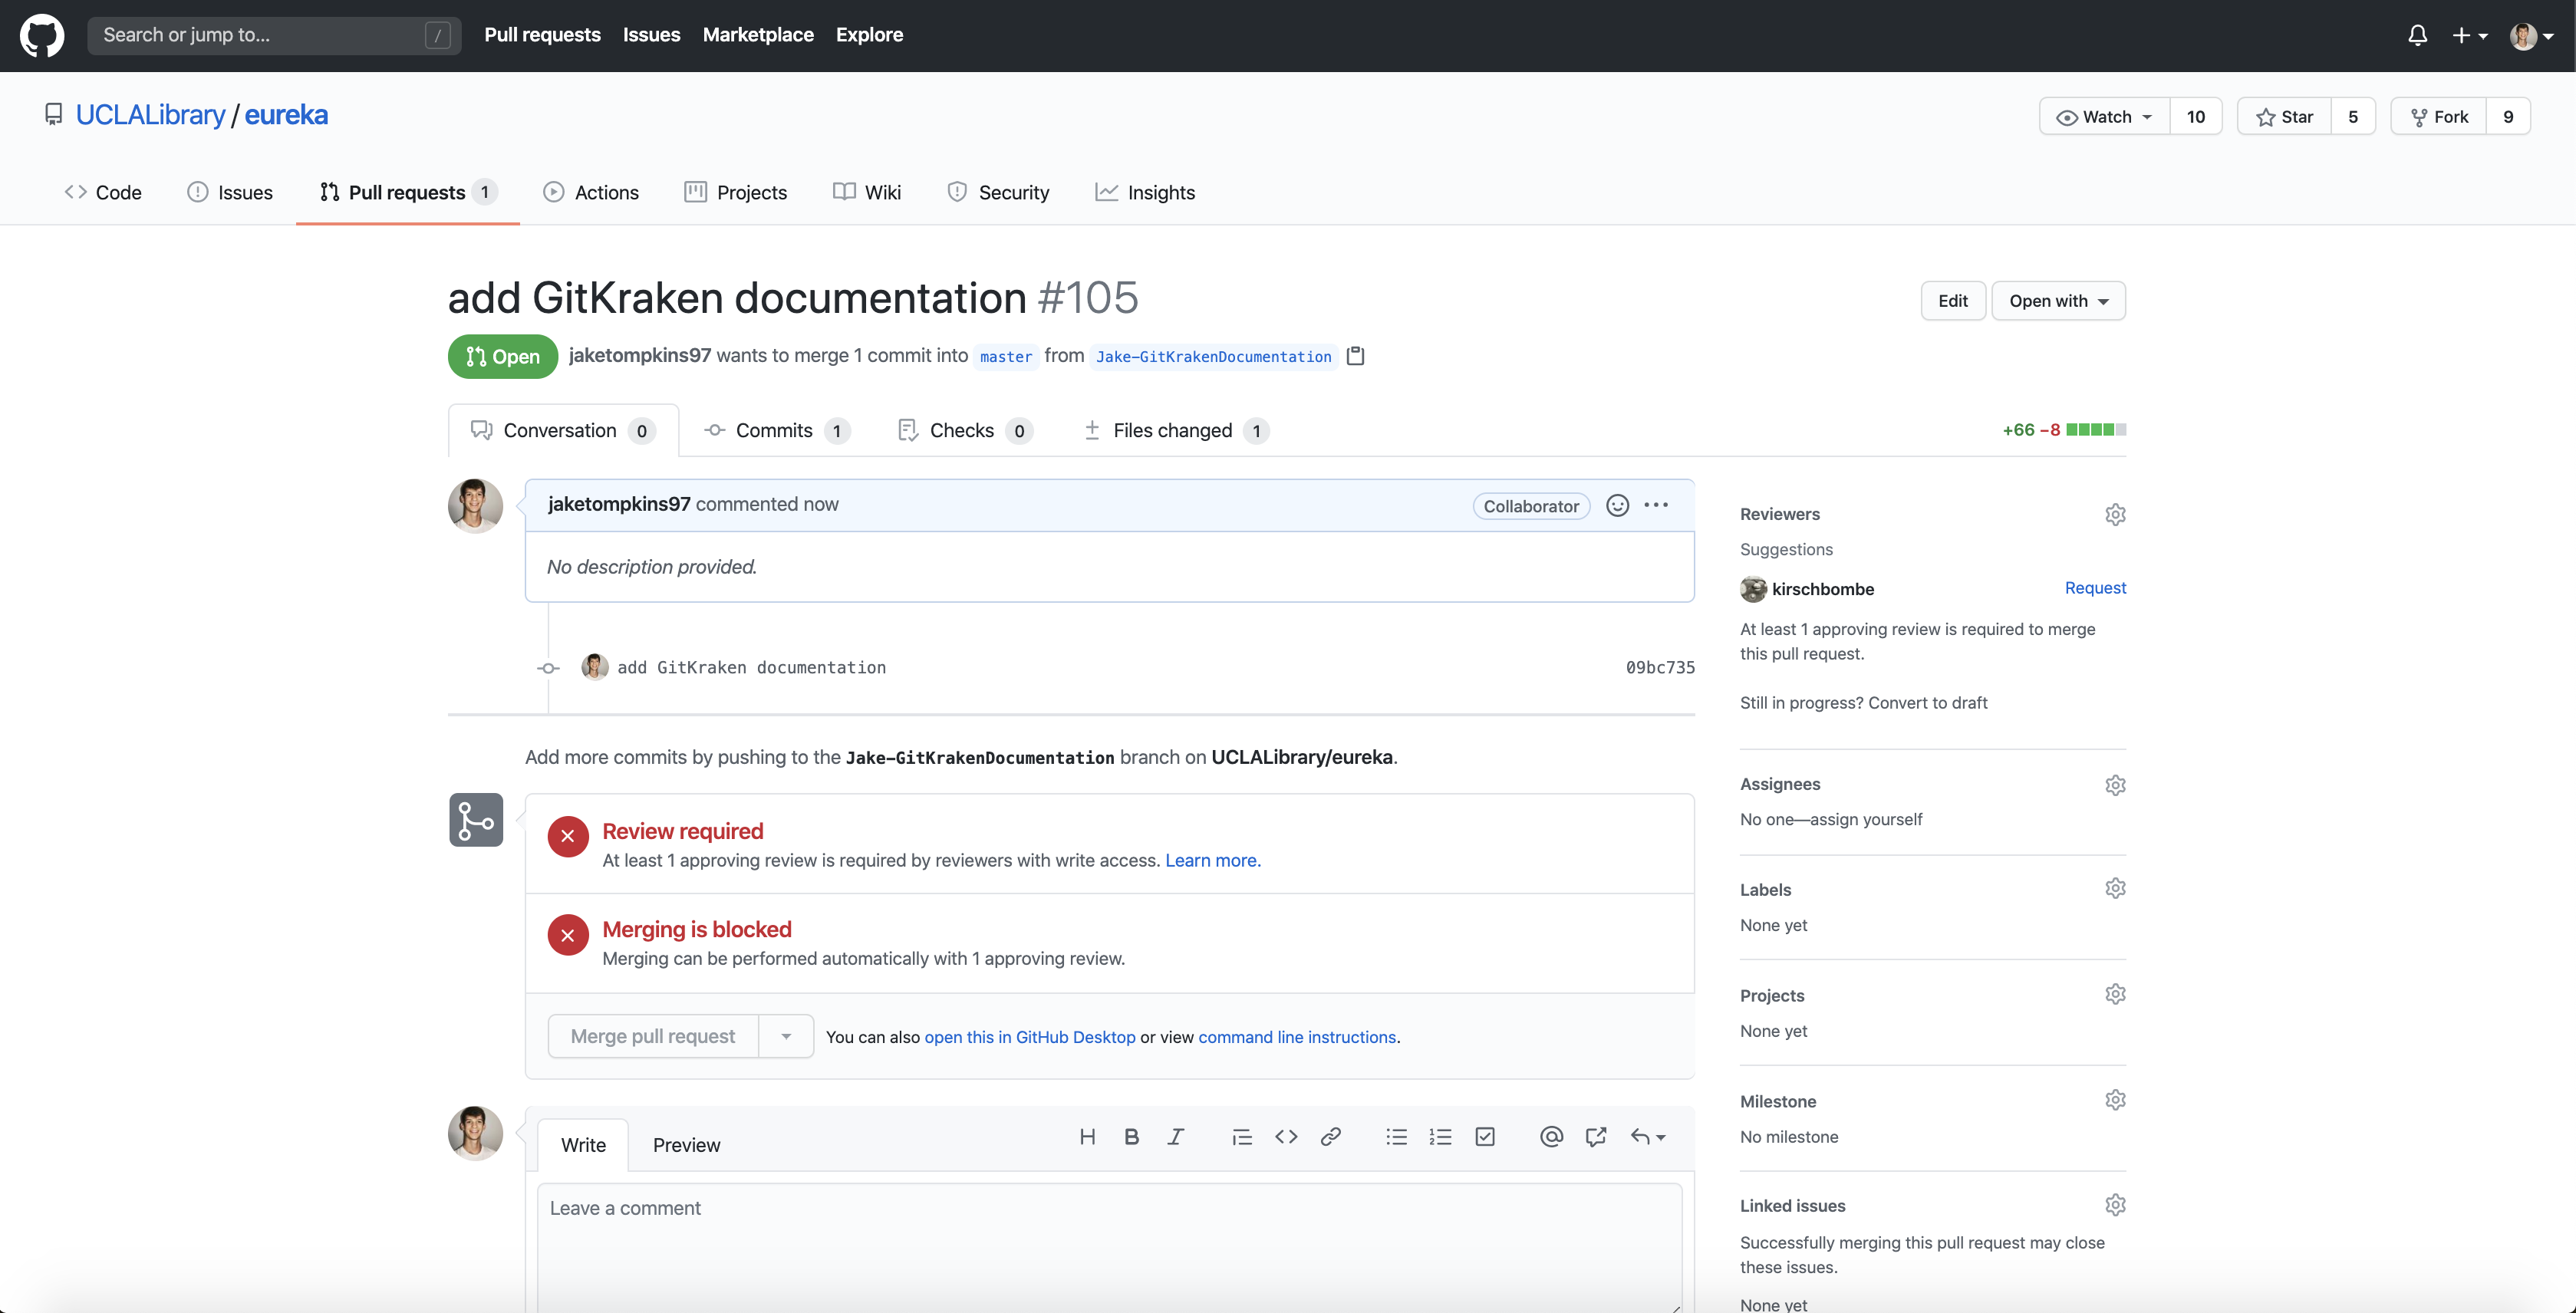 Search or jump to... /
Pull requests Issues Marketplace Explore
UCLALibrary / eureka
Watch 10 Star 5 Fork 9
Code Issues Pull requests 1 Actions Projects Wiki Security Insights
add GitKraken documentation #105
Edit Open with
Open jaketompkins97 wants to merge 1 commit into master from Jake-GitKrakenDocumentation
Conversation 0 Commits 1 Checks 0 Files changed 1
+66 −8
jaketompkins97 commented now
Collaborator
No description provided.
add GitKraken documentation 09bc735
Add more commits by pushing to the Jake-GitKrakenDocumentation branch on UCLALibrary/eureka.
Review required
At least 1 approving review is required by reviewers with write access. Learn more.
Merging is blocked
Merging can be performed automatically with 1 approving review.
Merge pull request You can also open this in GitHub Desktop or view command line instructions.
Write Preview
Leave a comment
Reviewers
Suggestions
kirschbombe Request
At least 1 approving review is required to merge
this pull request.
Still in progress? Convert to draft
Assignees
No one—assign yourself
Labels
None yet
Projects
None yet
Milestone
No milestone
Linked issues
Successfully merging this pull request may close
these issues.
None yet